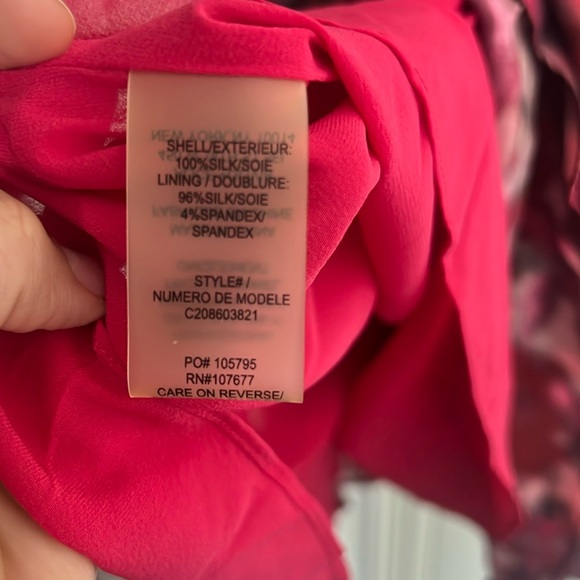 SHELL/EXTERIEUR:
100%SILK/SOIE
LINING / DOUBLURE:
96%SILK/SOIE
4%SPANDEX/
SPANDEX
STYLE# /
NUMERO DE MODELE
C208603821
PO# 105795
RN#107677
CARE ON REVERSE/